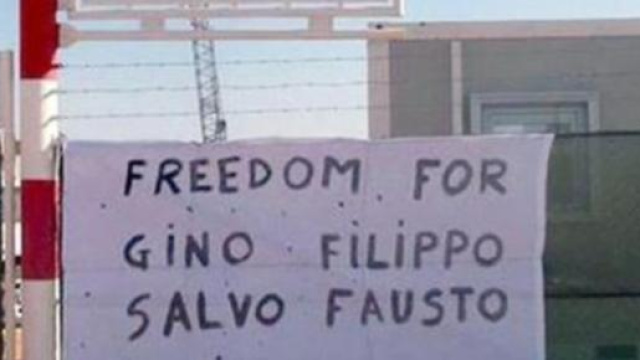 FREEDOM FOR
GiNO FiLiPPO
SALVO FAUSTO